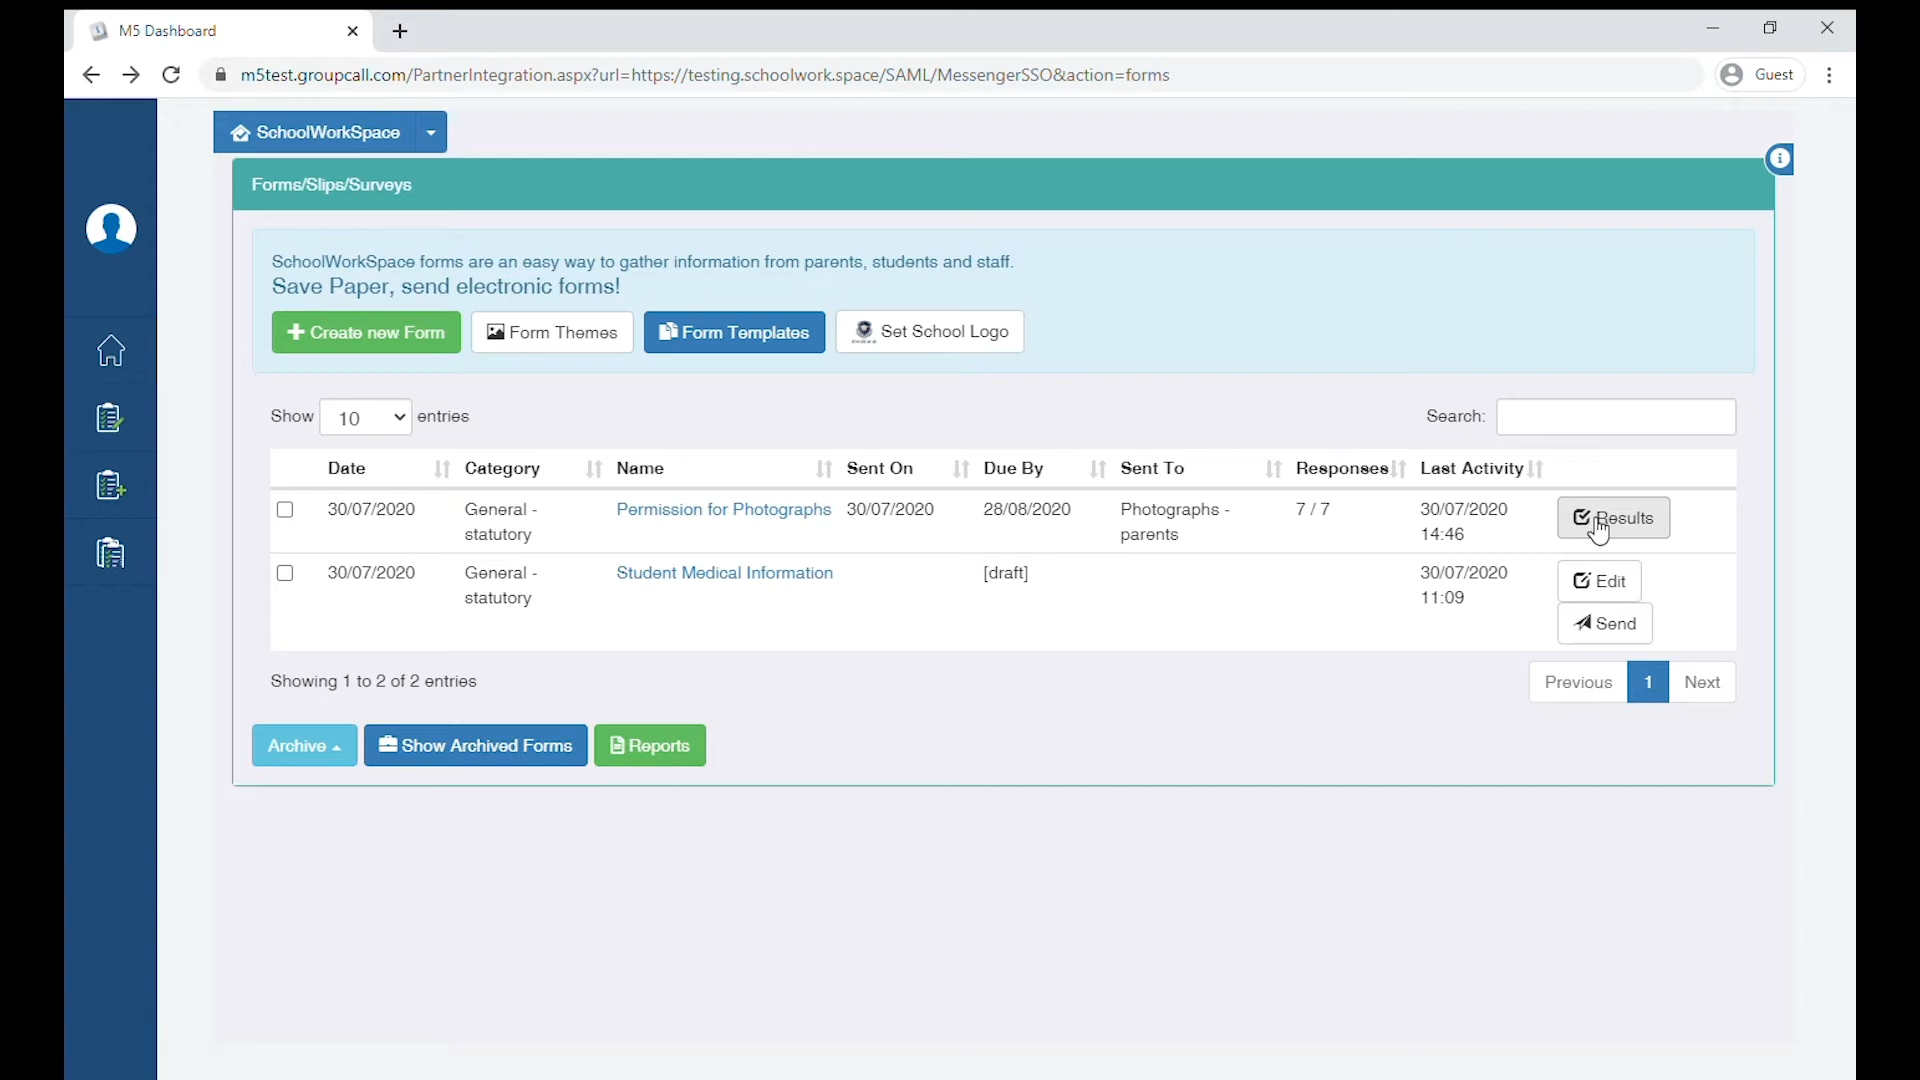 M5 Dashboard
m5test.groupcall.com/PartnerIntegration.aspx?url=https://testing.schoolwork.space/SAML/MessengerSSO&action=forms
Guest
SchoolWorkSpace
Forms/Slips/Surveys
SchoolWorkSpace forms are an easy way to gather information from parents, students and staff.
Save Paper, send electronic forms!
Create new Form Form Themes Form Templates Set School Logo
Show 10 entries Search:
Date Category Name Sent On Due By Sent To Responses Last Activity
30/07/2020 General - Permission for Photographs 30/07/2020 28/08/2020 Photographs - 7 / 7 30/07/2020 Results
statutory parents 14:46
30/07/2020 General - Student Medical Information [draft] 30/07/2020 Edit
statutory 11:09
Send
Showing 1 to 2 of 2 entries Previous 1 Next
Archive Show Archived Forms Reports